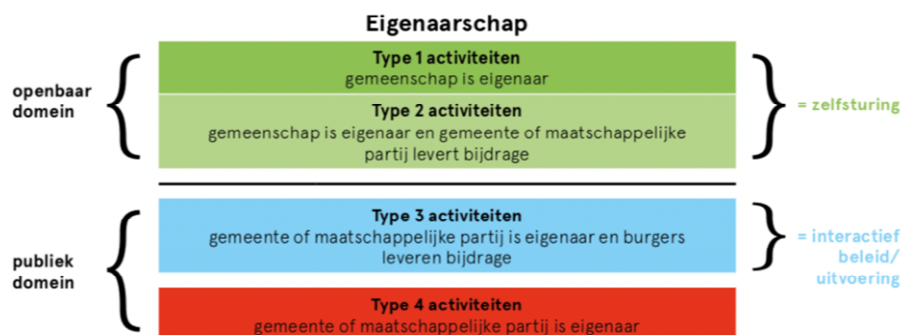 Eigenaarschap
openbaar
domein
Type 1 activiteiten
gemeenschap is eigenaar
Type 2 activiteiten
gemeenschap is eigenaar en gemeente of maatschappelijke
partij levert bijdrage
= zelfsturing
publiek
domein
Type 3 activiteiten
gemeente of maatschappelijke partij is eigenaar en burgers
leveren bijdrage
= interactief
beleid/
uitvoering
Type 4 activiteiten
gemeente of maatschappelijke partij is eigenaar